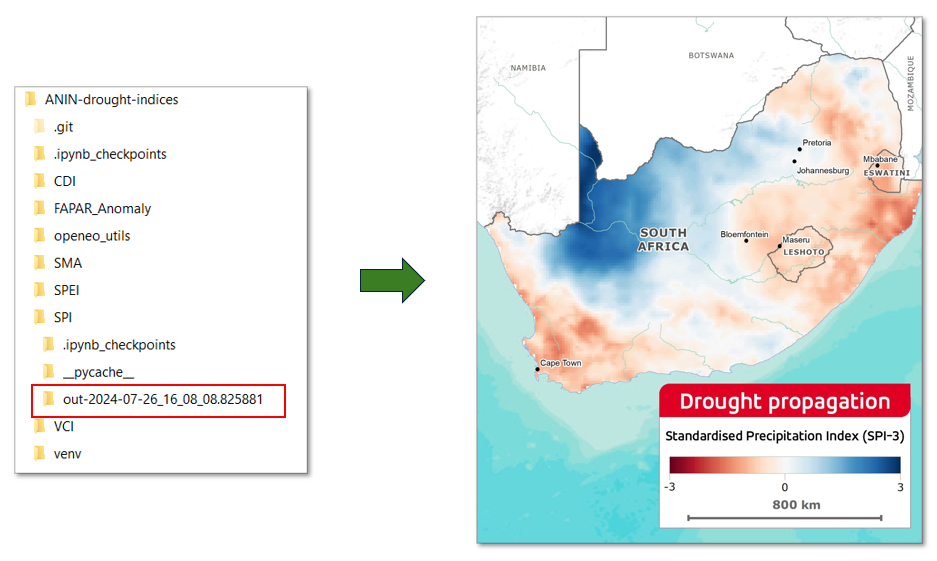 ANIN-drought-indices
.git
.ipynb_checkpoints
CDI
FAPAR_Anomaly
openeo_utils
SMA
SPEI
SPI
.ipynb_checkpoints
__pycache__
out-2024-07-26_16_08_08.825881
VCI
venv
NAMIBIA
BOTSWANA
MOZAMBIQUE
Pretoria
Johannesburg
Mbabane
ESWATINI
SOUTH
AFRICA
Bloemfontein
Maseru
LESHOTO
Cape Town
Drought propagation
Standardised Precipitation Index (SPI-3)
-3 0 3
800 km